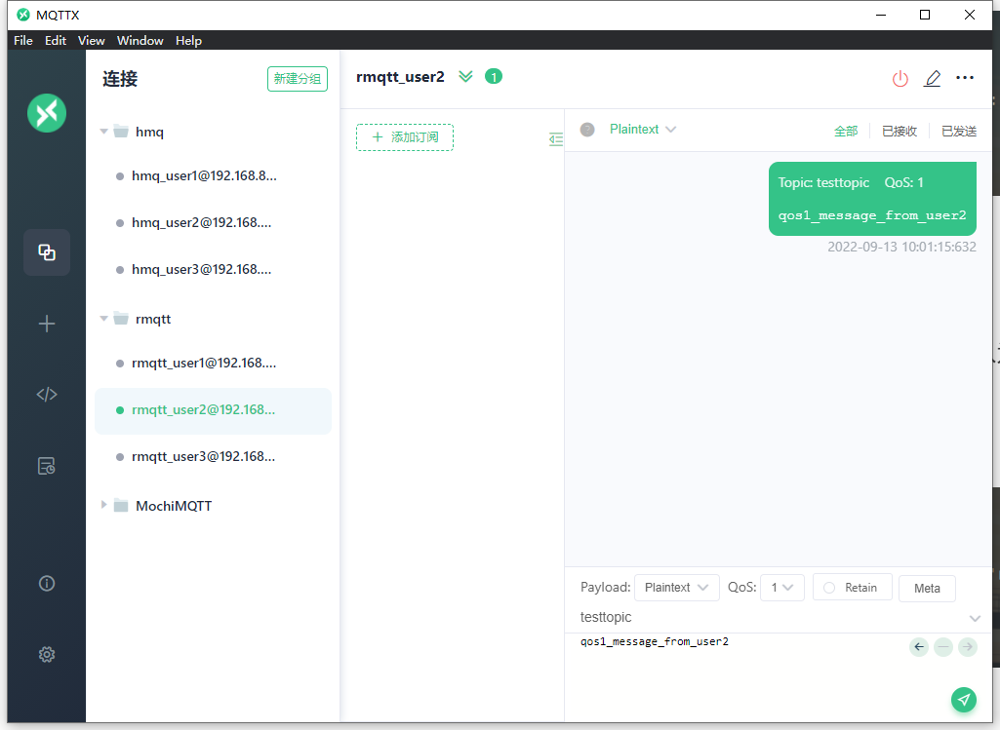 MQTTX
File Edit View Window Help
连接
新建分组
hmq
hmq_user1@192.168.8...
hmq_user2@192.168....
hmq_user3@192.168....
rmqtt
rmqtt_user1@192.168....
rmqtt_user2@192.168...
rmqtt_user3@192.168...
MochiMQTT
rmqtt_user2 1
添加订阅
Plaintext 全部 已接收 已发送
Topic: testtopic QoS: 1
qos1_message_from_user2
2022-09-13 10:01:15:632
Payload: Plaintext QoS: 1 Retain Meta
testtopic
qos1_message_from_user2